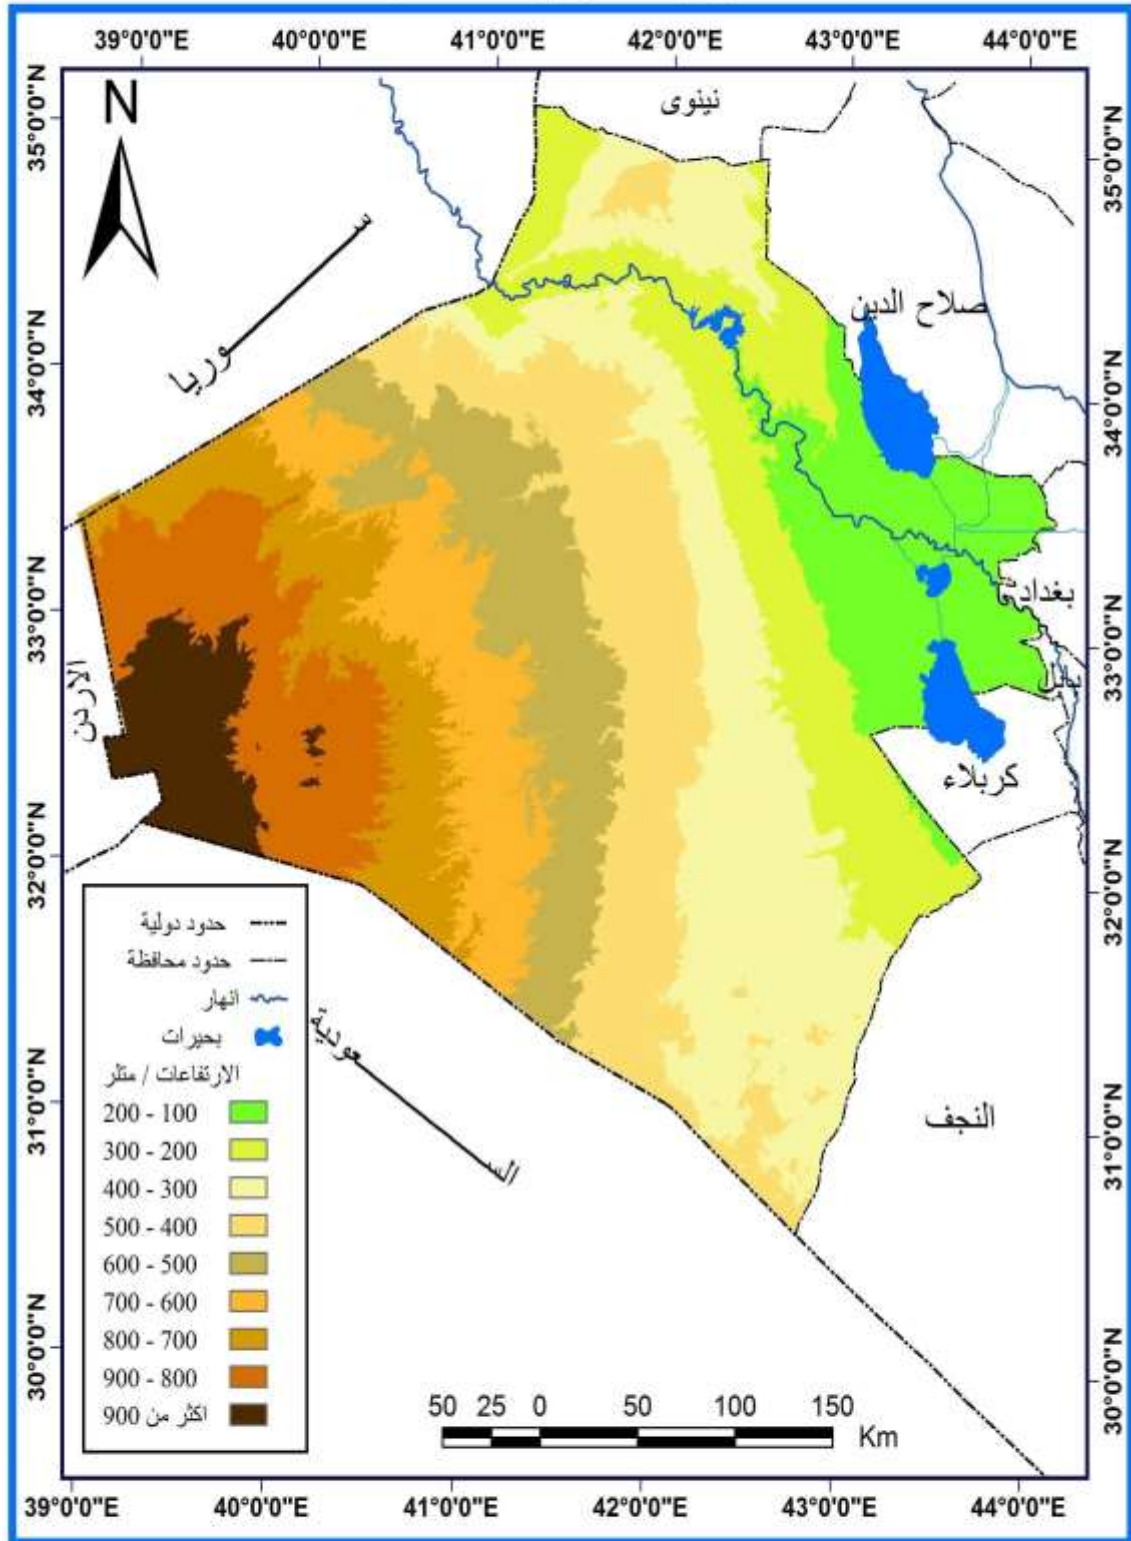 39°0'0"E 40°0'0"E 41°0'0"E 42°0'0"E 43°0'0"E 44°0'0"E
35°0'0"N
34°0'0"N
33°0'0"N
32°0'0"N
31°0'0"N
30°0'0"N
35°0'0"N
34°0'0"N
33°0'0"N
32°0'0"N
31°0'0"N
30°0'0"N
N
نينوى
صلاح الدين
ســـوريا
بغداد
بابل
الاردن
كربلاء
النجف
الســـعودية
حدود دولية
حدود محافظة
انهار
بحيرات
الارتفاعات / متلر
200 - 100
300 - 200
400 - 300
500 - 400
600 - 500
700 - 600
800 - 700
900 - 800
اكثر من 900
50 25 0 50 100 150
Km
39°0'0"E 40°0'0"E 41°0'0"E 42°0'0"E 43°0'0"E 44°0'0"E